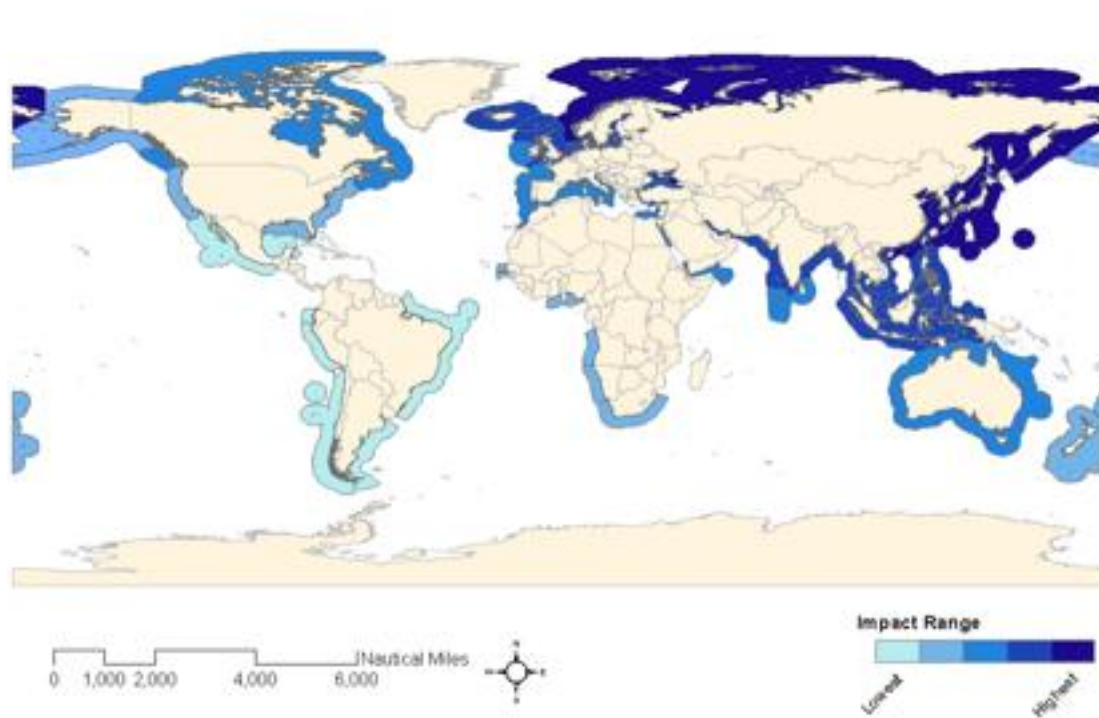 Impact Range
Lowest
Highest
Nautical Miles
0 1,000 2,000 4,000 6,000
N
E